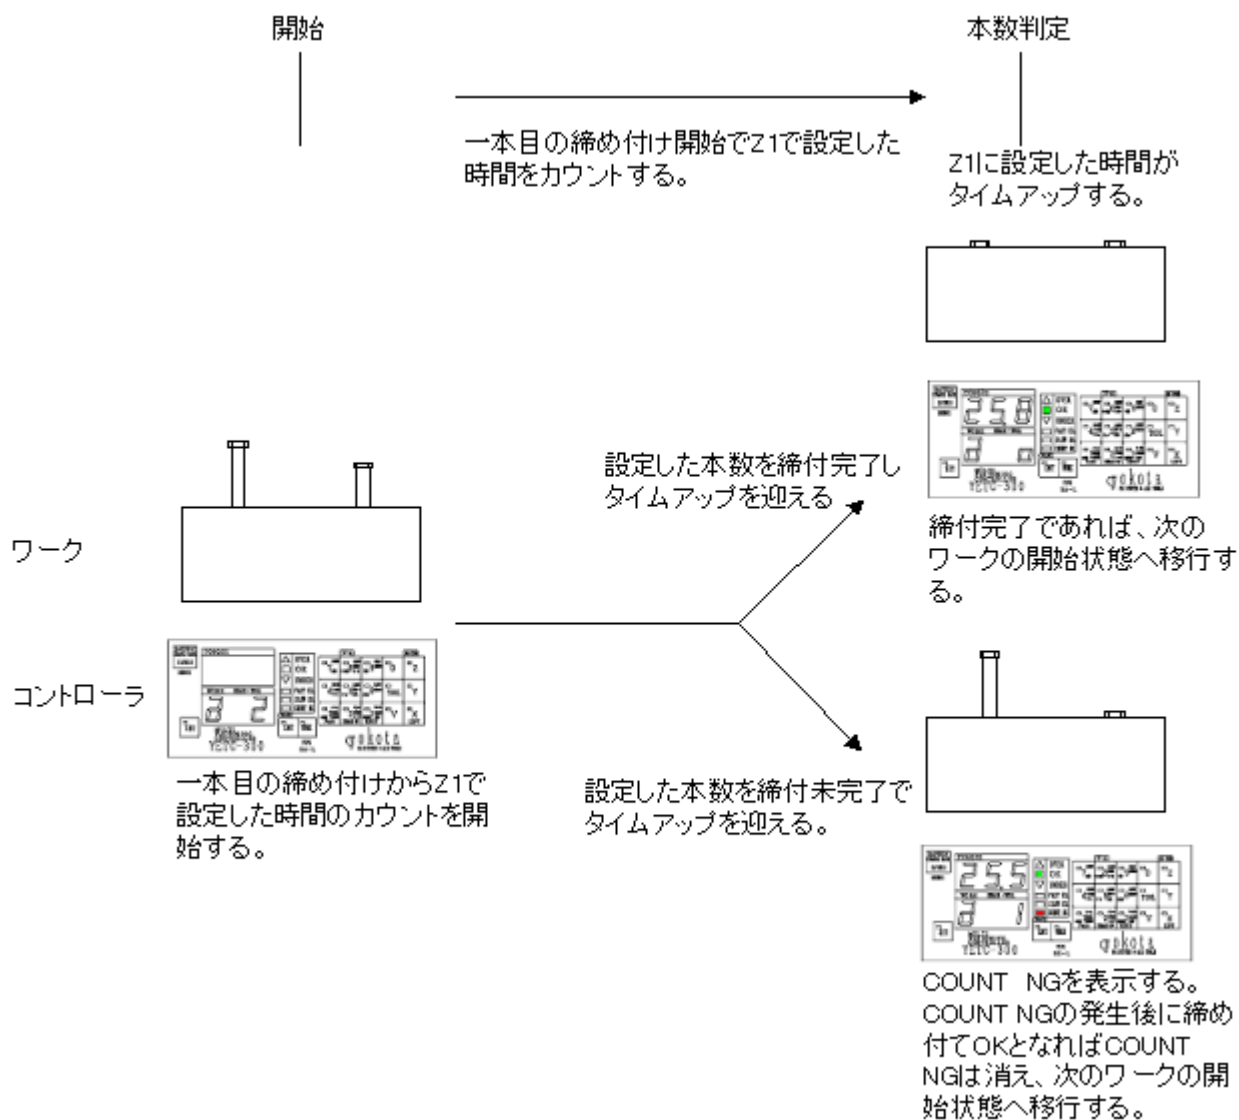 開始
本数判定
一本目の締め付け開始でZ1で設定した
時間をカウントする。
Z1に設定した時間が
タイムアップする。
設定した本数を締付完了し
タイムアップを迎える
258
d 0
締付完了であれば、次の
ワークの開始状態へ移行す
る。
ワーク
コントローラ
d 2
一本目の締め付けからZ1で
設定した時間のカウントを開
始する。
設定した本数を締付未完了で
タイムアップを迎える。
25.5
d 1
COUNT NGを表示する。
COUNT NGの発生後に締め
付てOKとなればCOUNT
NGは消え、次のワークの開
始状態へ移行する。